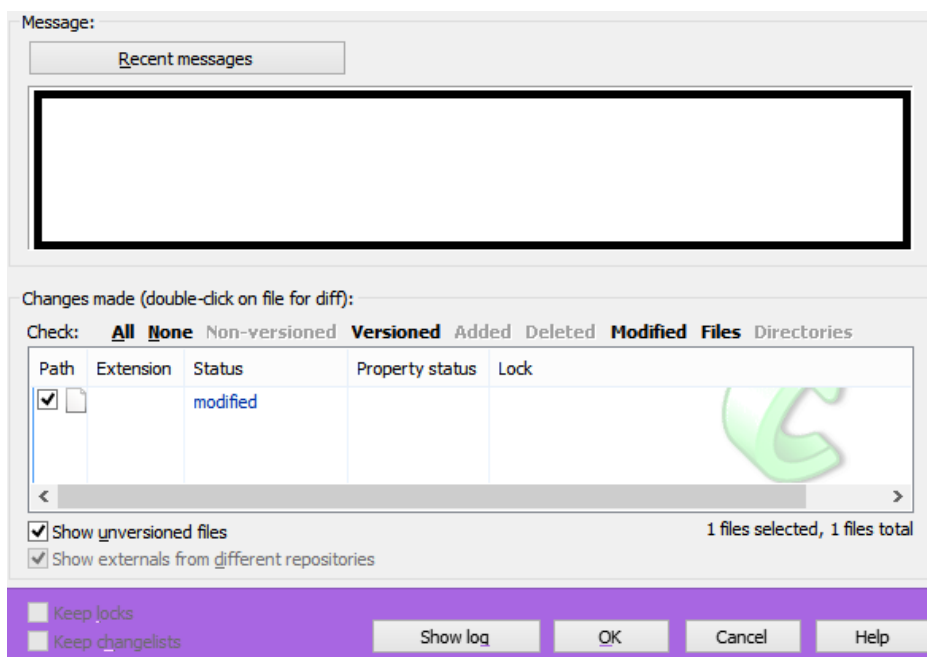 Message:
Recent messages
Changes made (double-click on file for diff):
Check: All None Non-versioned Versioned Added Deleted Modified Files Directories
Path Extension Status Property status Lock
modified
Show unversioned files
1 files selected, 1 files total
Show externals from different repositories
Keep locks
Keep changelists
Show log OK Cancel Help